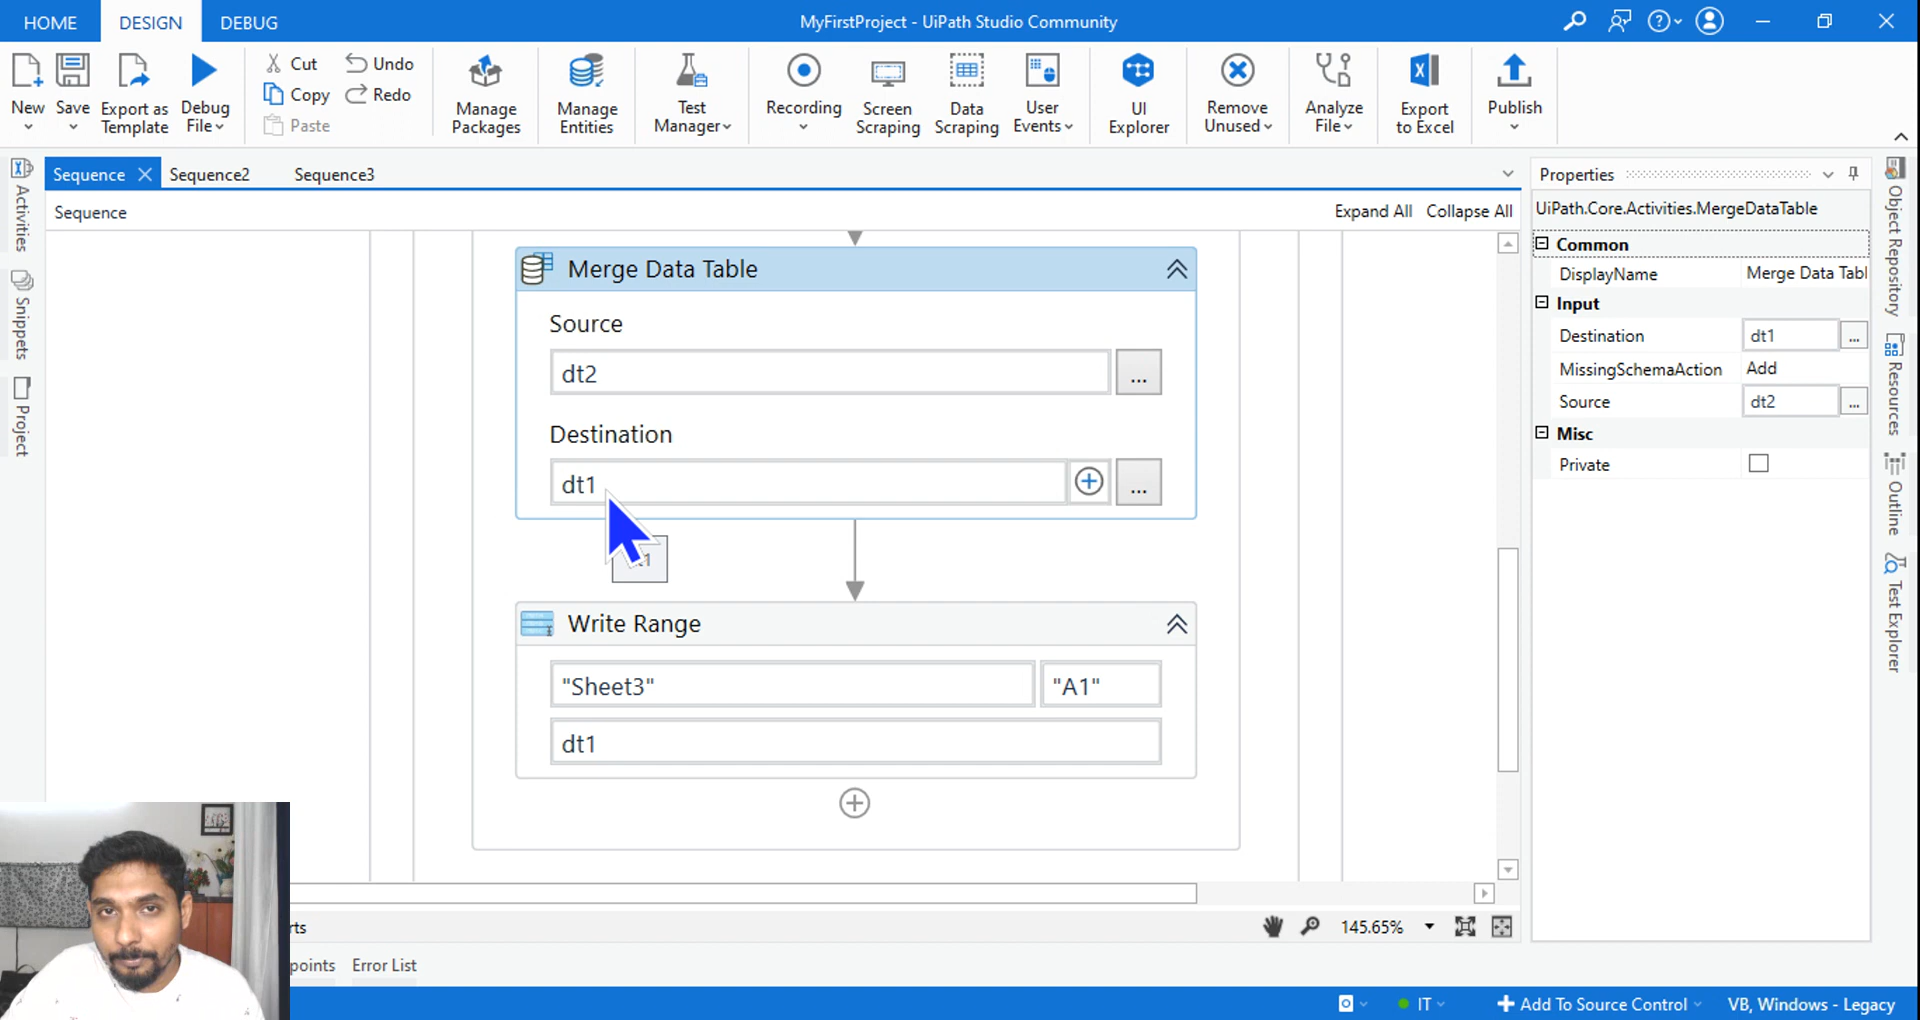 HOME DESIGN DEBUG
MyFirstProject - UiPath Studio Community
New
Save
Export as
Template
Debug
File
Cut
Copy
Paste
Undo
Redo
Manage
Packages
Manage
Entities
Test
Manager
Recording
Screen
Scraping
Data
Scraping
User
Events
UI
Explorer
Remove
Unused
Analyze
File
Export
to Excel
Publish
Activities
Snippets
Project
Sequence Sequence2 Sequence3
Sequence
Expand All Collapse All
Merge Data Table
Source
dt2
...
Destination
dt1
...
Write Range
"Sheet3" "A1"
dt1
145.65%
rts
points Error List
Properties
UiPath.Core.Activities.MergeDataTable
Common
DisplayName Merge Data Tabl
Input
Destination dt1 ...
MissingSchemaAction Add
Source dt2 ...
Misc
Private
Object Repository
Resources
Outline
Test Explorer
IT
Add To Source Control
VB, Windows - Legacy